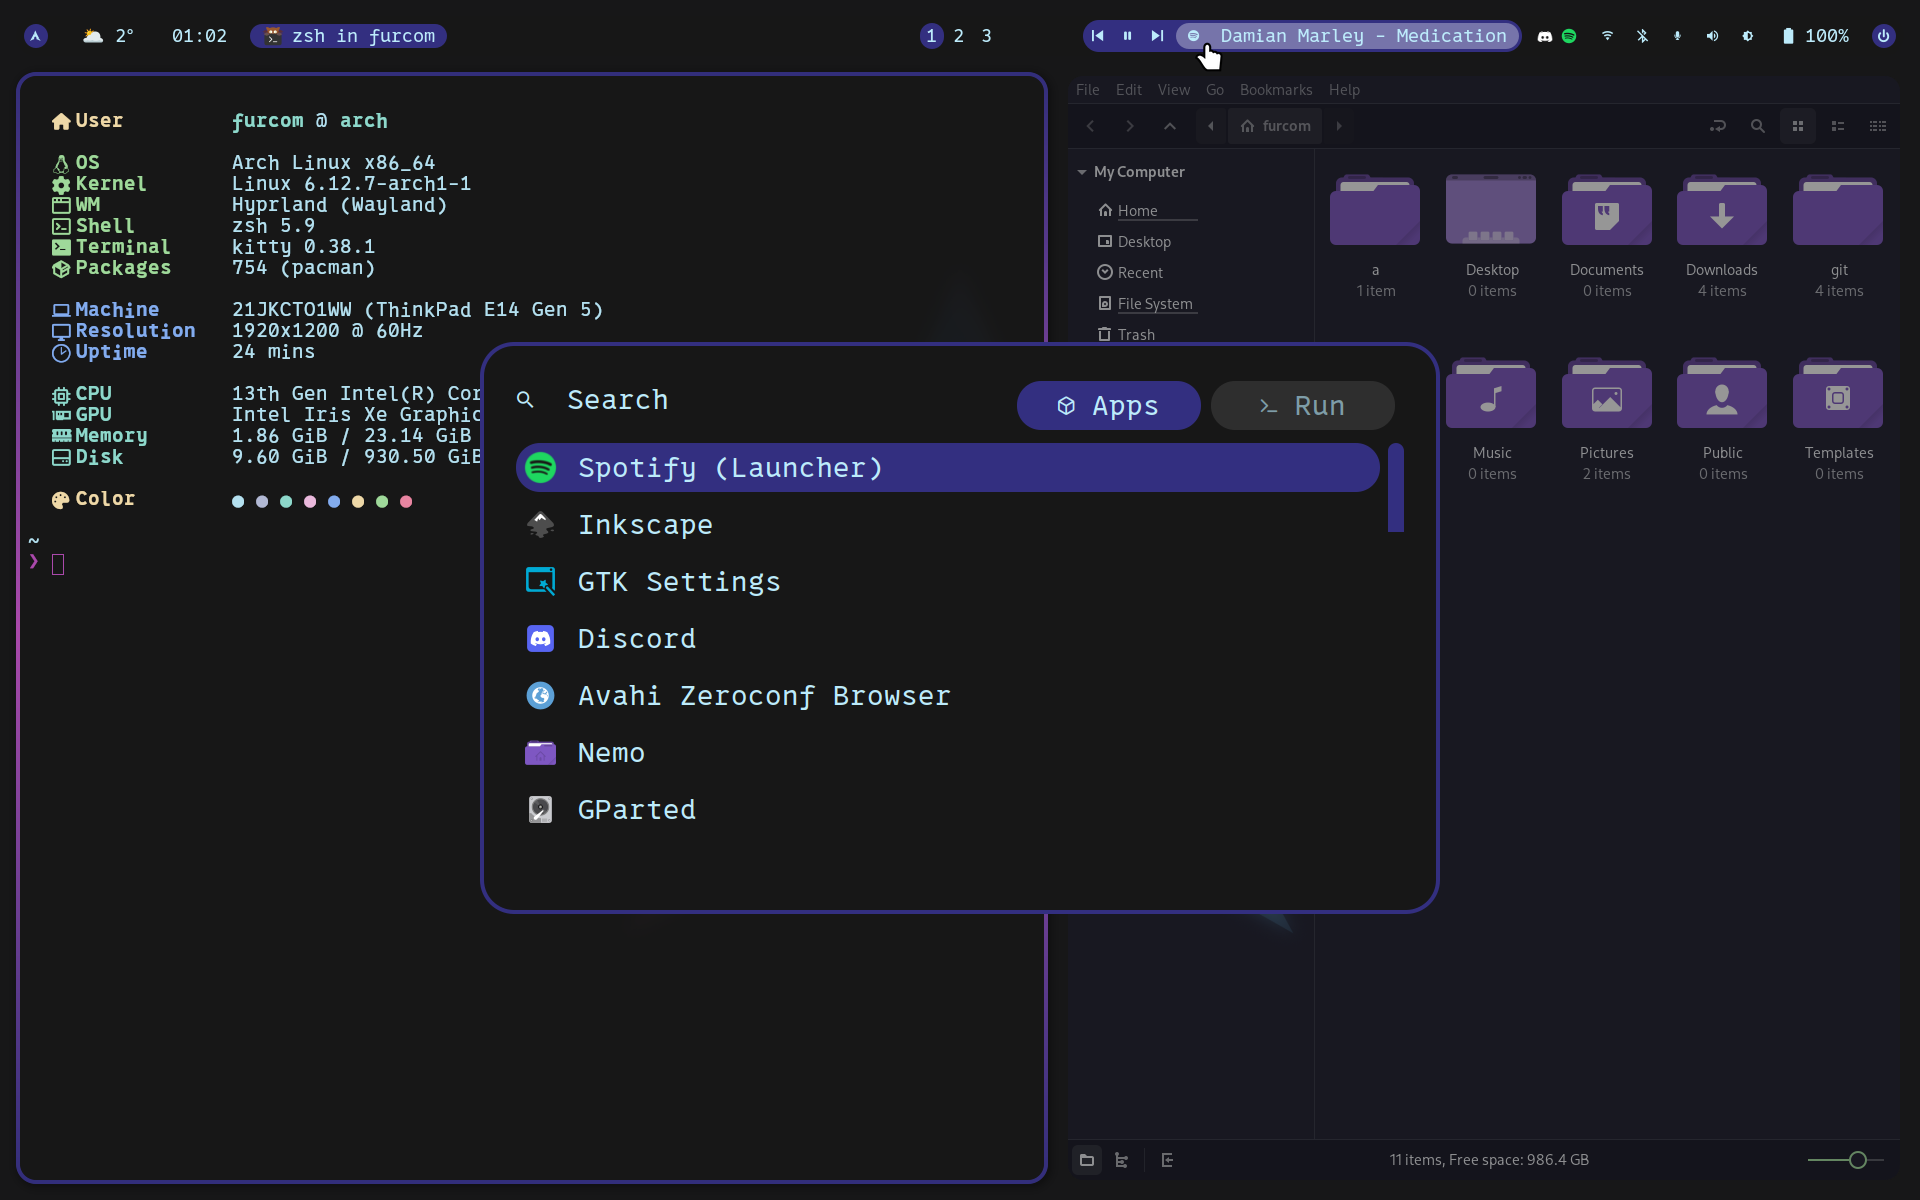 2° 01:02 zsh in furcom 1 2 3 Damian Marley - Medication 100%
User furcom @ arch
OS Arch Linux x86_64
Kernel Linux 6.12.7-arch1-1
WM Hyprland (Wayland)
Shell zsh 5.9
Terminal kitty 0.38.1
Packages 754 (pacman)
Machine 21JKCTO1WW (ThinkPad E14 Gen 5)
Resolution 1920x1200 @ 60Hz
Uptime 24 mins
CPU 13th Gen Intel(R) Cor
GPU Intel Iris Xe Graphic
Memory 1.86 GiB / 23.14 GiB
Disk 9.60 GiB / 930.50 GiB
Color
~
❯
File Edit View Go Bookmarks Help
furcom
My Computer
Home
Desktop
Recent
File System
Trash
a Desktop Documents Downloads git
1 item 0 items 0 items 4 items 4 items
Music Pictures Public Templates
0 items 2 items 0 items 0 items
Search Apps Run
Spotify (Launcher)
Inkscape
GTK Settings
Discord
Avahi Zeroconf Browser
Nemo
GParted
11 items, Free space: 986.4 GB